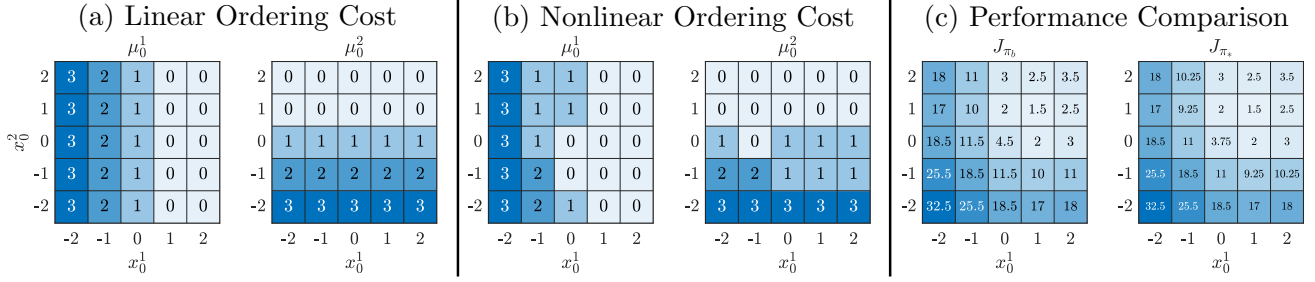 (a) Linear Ordering Cost
μ₀¹ μ₀²
2 3 2 1 0 0 2 0 0 0 0 0
1 3 2 1 0 0 1 0 0 0 0 0
x₀² 0 3 2 1 0 0 0 1 1 1 1 1
-1 3 2 1 0 0 -1 2 2 2 2 2
-2 3 2 1 0 0 -2 3 3 3 3 3
-2 -1 0 1 2 -2 -1 0 1 2
x₀¹ x₀¹
(b) Nonlinear Ordering Cost
μ₀¹ μ₀²
2 3 1 1 0 0 2 0 0 0 0 0
1 3 1 1 0 0 1 0 0 0 0 0
0 3 1 0 0 0 0 1 0 1 1 1
-1 3 2 0 0 0 -1 2 2 1 1 1
-2 3 2 1 0 0 -2 3 3 3 3 3
-2 -1 0 1 2 -2 -1 0 1 2
x₀¹ x₀¹
(c) Performance Comparison
J_{π_b} J_{π_*}
2 18 11 3 2.5 3.5 2 18 10.25 3 2.5 3.5
1 17 10 2 1.5 2.5 1 17 9.25 2 1.5 2.5
0 18.5 11.5 4.5 2 3 0 18.5 11 3.75 2 3
-1 25.5 18.5 11.5 10 11 -1 25.5 18.5 11 9.25 10.25
-2 32.5 25.5 18.5 17 18 -2 32.5 25.5 18.5 17 18
-2 -1 0 1 2 -2 -1 0 1 2
x₀¹ x₀¹